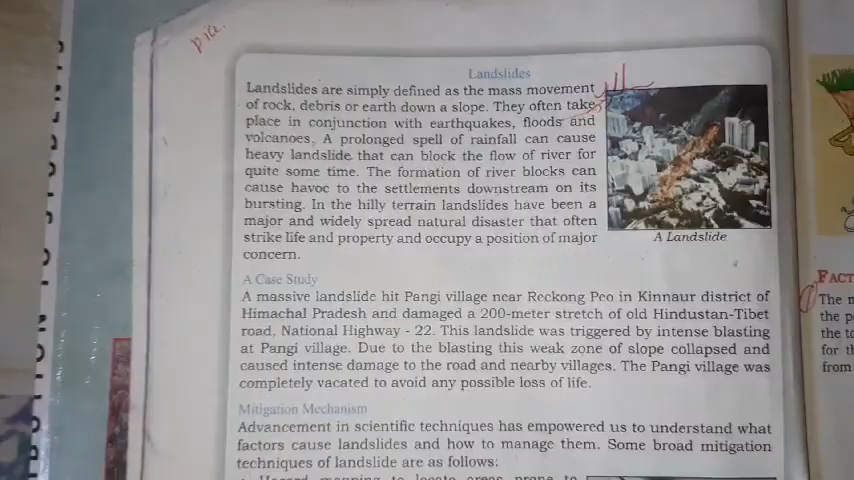 Landslides
Landslides are simply defined as the mass movement
of rock, debris or earth down a slope. They often take
place in conjunction with earthquakes, floods and
volcanoes. A prolonged spell of rainfall can cause
heavy landslide that can block the flow of river for
quite some time. The formation of river blocks can
cause havoc to the settlements downstream on its
bursting. In the hilly terrain landslides have been a
major and widely spread natural disaster that often
strike life and property and occupy a position of major
concern.
A Landslide
A Case Study
A massive landslide hit Pangi village near Reckong Peo in Kinnaur district of
Himachal Pradesh and damaged a 200-meter stretch of old Hindustan-Tibet
road, National Highway - 22. This landslide was triggered by intense blasting
at Pangi village. Due to the blasting this weak zone of slope collapsed and
caused intense damage to the road and nearby villages. The Pangi village was
completely vacated to avoid any possible loss of life.
Mitigation Mechanism
Advancement in scientific techniques has empowered us to understand what
factors cause landslides and how to manage them. Some broad mitigation
techniques of landslide are as follows:
Hazard mapping to locate areas prone to
FACT
The
the
the
for
from
TO STUDENTS